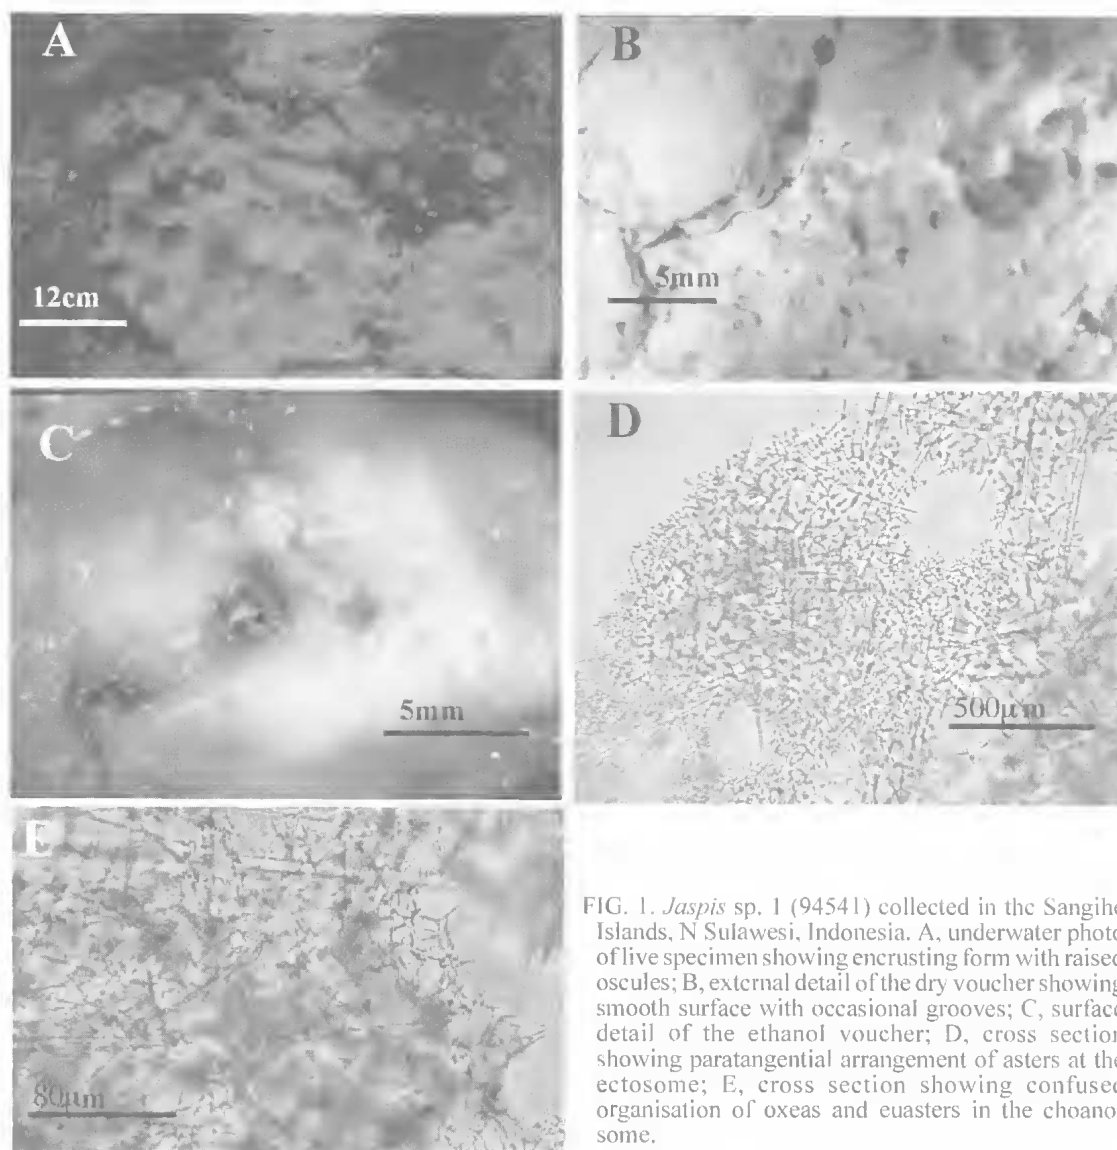 A
B
12cm
5mm
C
D
5mm
500µm
E
80µm
FIG. 1. Jaspis sp. 1 (94541) collected in the Sangihe
Islands, N Sulawesi, Indonesia. A, underwater photo
of live specimen showing encrusting form with raised
oscules; B, external detail of the dry voucher showing
smooth surface with occasional grooves; C, surface
detail of the ethanol voucher; D, cross section
showing paratangential arrangement of asters at the
ectosome; E, cross section showing confused
organisation of oxeas and euasters in the choano-
some.